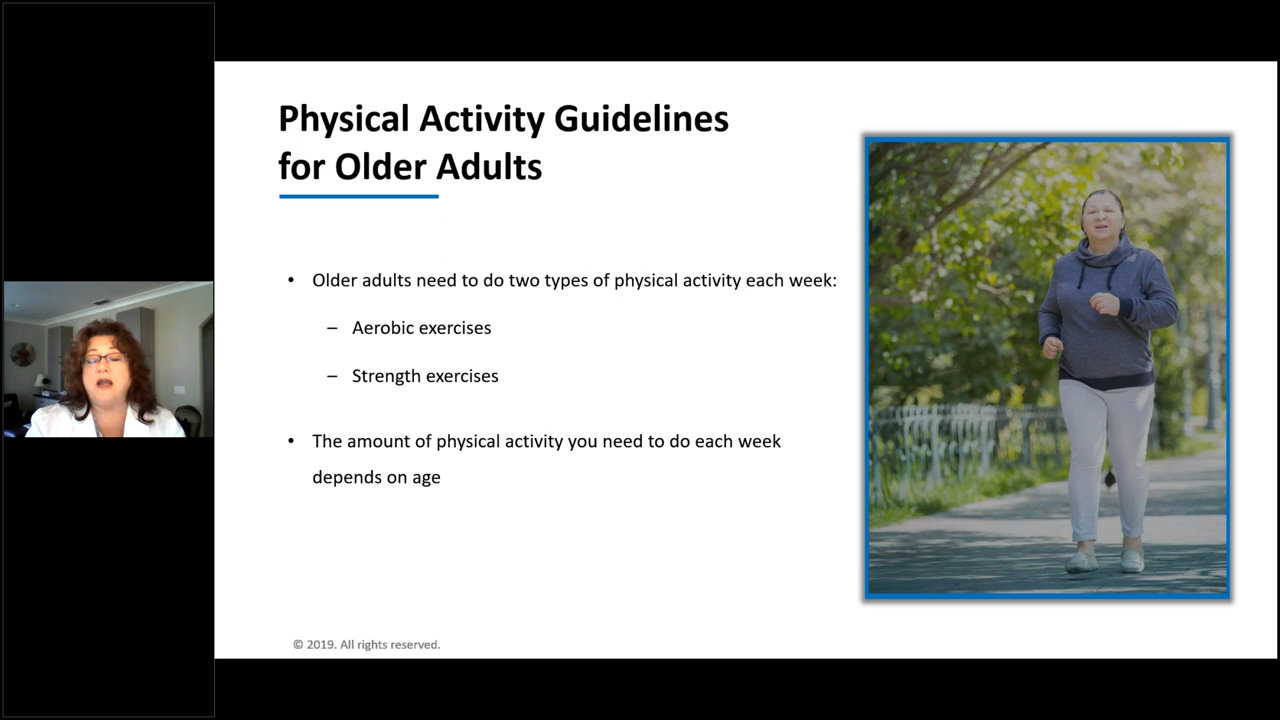 Physical Activity Guidelines
for Older Adults
• Older adults need to do two types of physical activity each week:
– Aerobic exercises
– Strength exercises
• The amount of physical activity you need to do each week
depends on age
© 2019. All rights reserved.